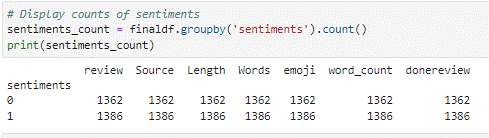 # Display counts of sentiments
sentiments_count = finaldf.groupby('sentiments').count()
print(sentiments_count)
review Source Length Words emoji word_count donereview
sentiments
0 1362 1362 1362 1362 1362 1362 1362
1 1386 1386 1386 1386 1386 1386 1386